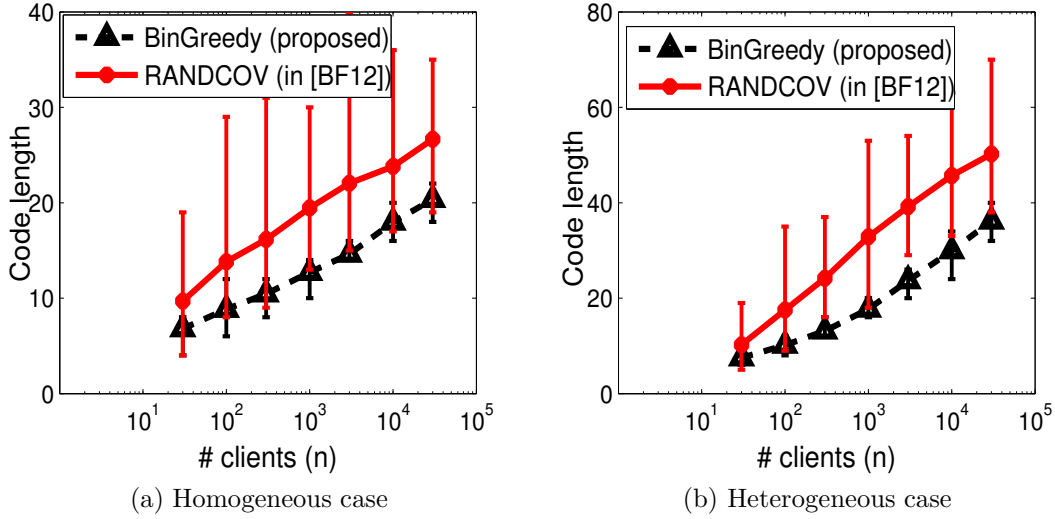 40
30
20
10
0
Code length
BinGreedy (proposed)
RANDCOV (in [BF12])
10^1 10^2 10^3 10^4 10^5
# clients (n)
(a) Homogeneous case
80
60
40
20
0
Code length
BinGreedy (proposed)
RANDCOV (in [BF12])
10^1 10^2 10^3 10^4 10^5
# clients (n)
(b) Heterogeneous case